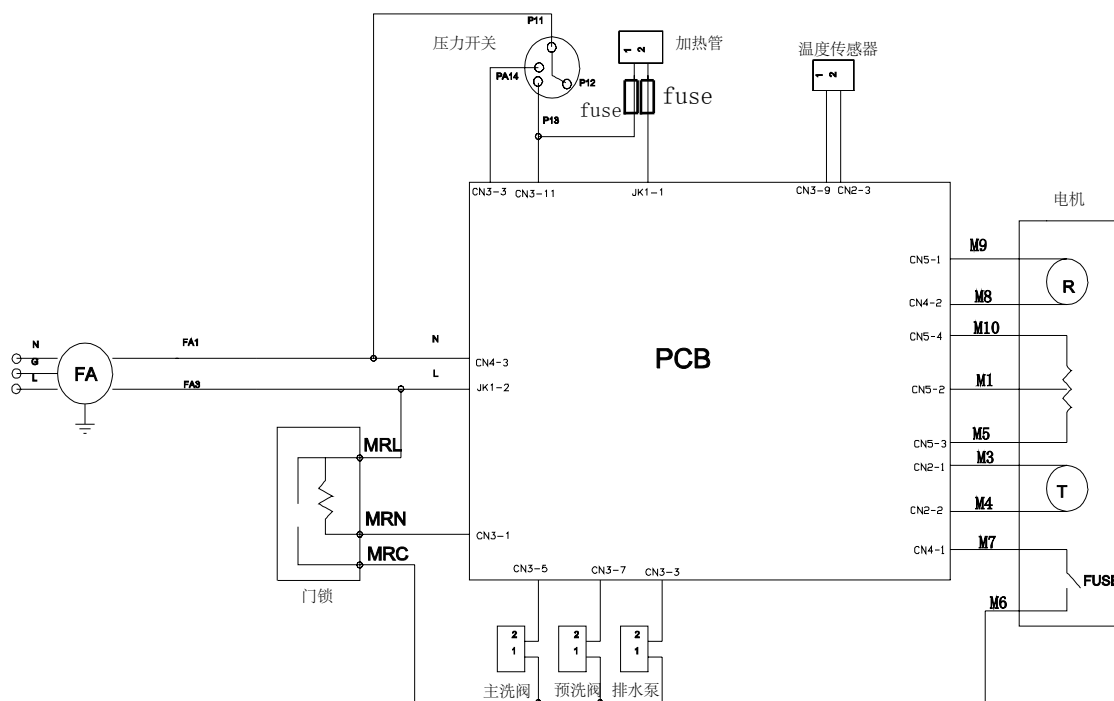 P11
压力开关
加热管
温度传感器
1 2
1 2
PA14
P12
fuse
fuse
P13
CN3-3
CN3-11
JK1-1
CN3-9
CN2-3
电机
M9
CN5-1
R
M8
CN4-2
M10
CN5-4
N
FA1
N
CN4-3
PCB
G
FA
L
FA3
L
JK1-2
M1
CN5-2
MRL
M5
CN5-3
M3
CN2-1
T
M4
CN2-2
MRN
CN3-1
M7
CN4-1
MRC
CN3-5
CN3-7
CN3-3
FUSE
门锁
M6
2
1
2
1
2
1
主洗阀
预洗阀
排水泵